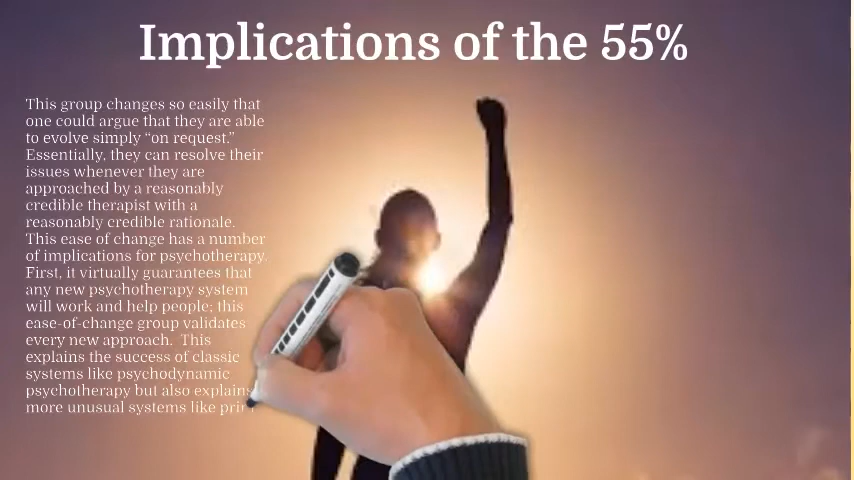 Implications of the 55%
This group changes so easily that
one could argue that they are able
to evolve simply “on request.”
Essentially, they can resolve their
issues whenever they are
approached by a reasonably
credible therapist with a
reasonably credible rationale.
This ease of change has a number
of implications for psychotherapy.
First, it virtually guarantees that
any new psychotherapy system
will work and help people; this
ease-of-change group validates
every new approach.  This
explains the success of classic
systems like psychodynamic
psychotherapy but also explains
more unusual systems like